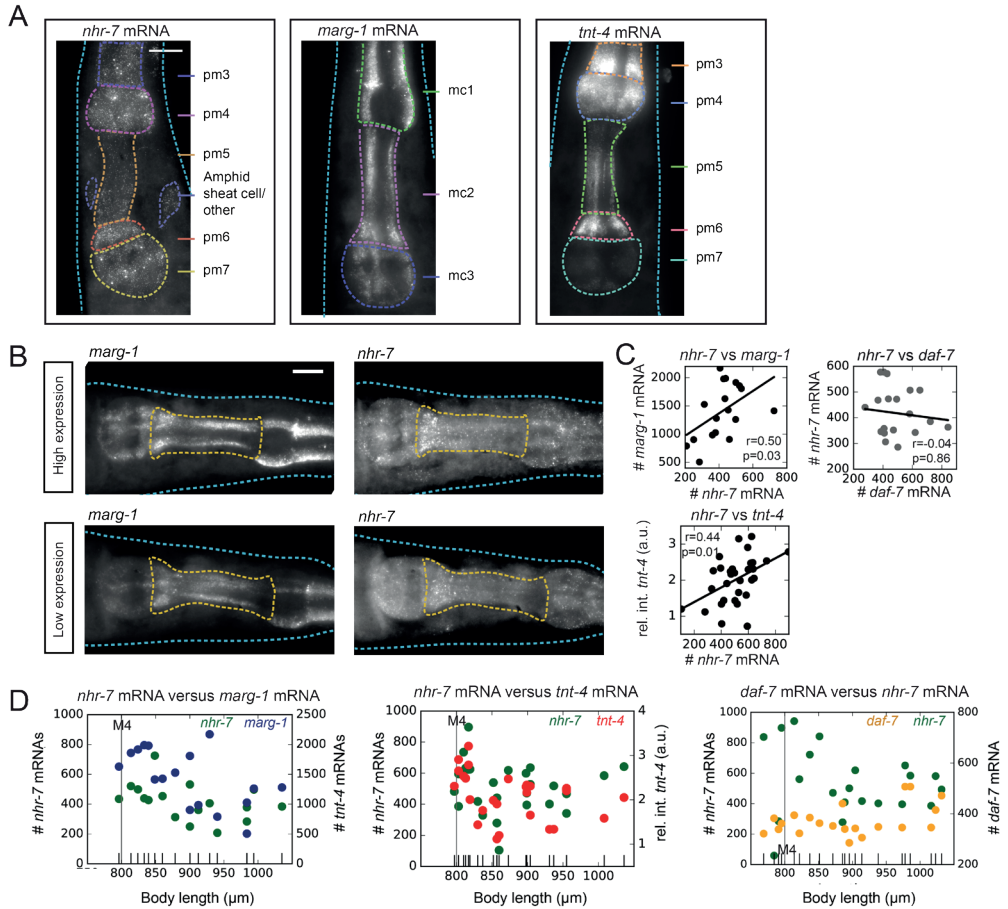 A
nhr-7 mRNA
pm3
pm4
pm5
Amphid
sheat cell/
other
pm6
pm7
marg-1 mRNA
mc1
mc2
mc3
tnt-4 mRNA
pm3
pm4
pm5
pm6
pm7
B
High expression
marg-1
nhr-7
Low expression
marg-1
nhr-7
C
nhr-7 vs marg-1
# marg-1 mRNA
2000
1500
1000
500
r=0.50
p=0.03
200 400 600 800
# nhr-7 mRNA
nhr-7 vs daf-7
# nhr-7 mRNA
600
500
400
300
200
r=-0.04
p=0.86
200 400 600 800
# daf-7 mRNA
nhr-7 vs tnt-4
rel. int. tnt-4 (a.u.)
3
2
1
r=0.44
p=0.01
200 400 600 800
# nhr-7 mRNA
D
nhr-7 mRNA versus marg-1 mRNA
# nhr-7 mRNAs
1000
800
600
400
200
0
M4
nhr-7 marg-1
2500
2000
1500
1000
500
0
# tnt-4 mRNAs
800 850 900 950 1000
Body length (µm)
nhr-7 mRNA versus tnt-4 mRNA
# nhr-7 mRNAs
1000
800
600
400
200
0
M4
nhr-7 tnt-4
4
3
2
1
rel. int. tnt-4 (a.u.)
800 850 900 950 1000
Body length (µm)
daf-7 mRNA versus nhr-7 mRNA
# nhr-7 mRNAs
1000
800
600
400
200
0
M4
daf-7 nhr-7
800
700
600
500
400
300
200
# daf-7 mRNA
800 850 900 950 1000
Body length (µm)